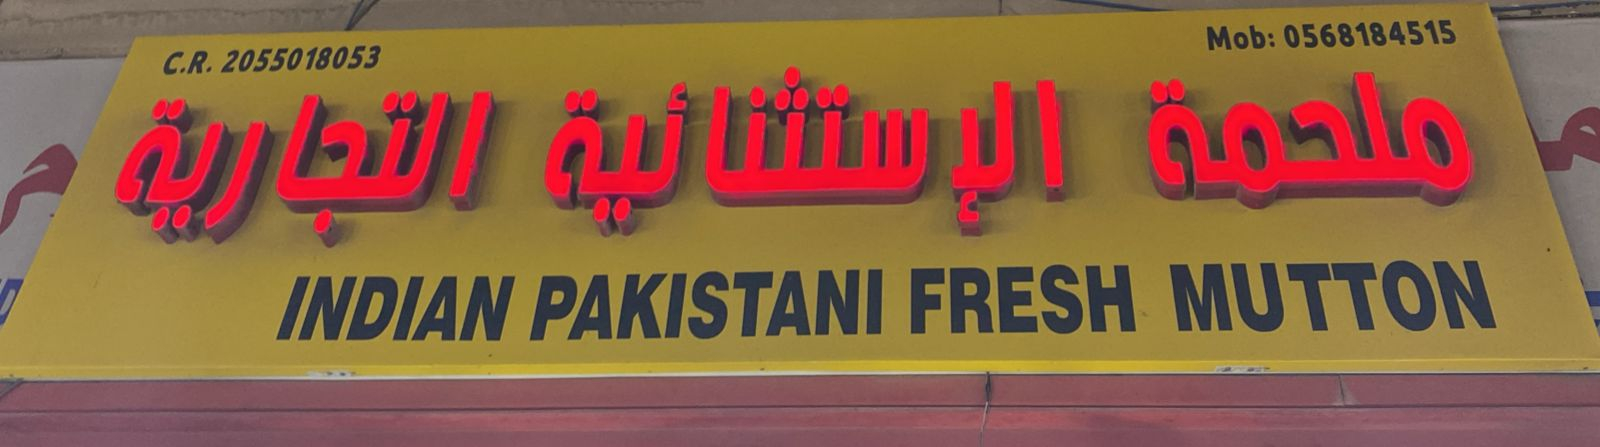 C.R. 2055018053
Mob: 0568184515
ملحمة الإستثنائية التجارية
INDIAN PAKISTANI FRESH MUTTON